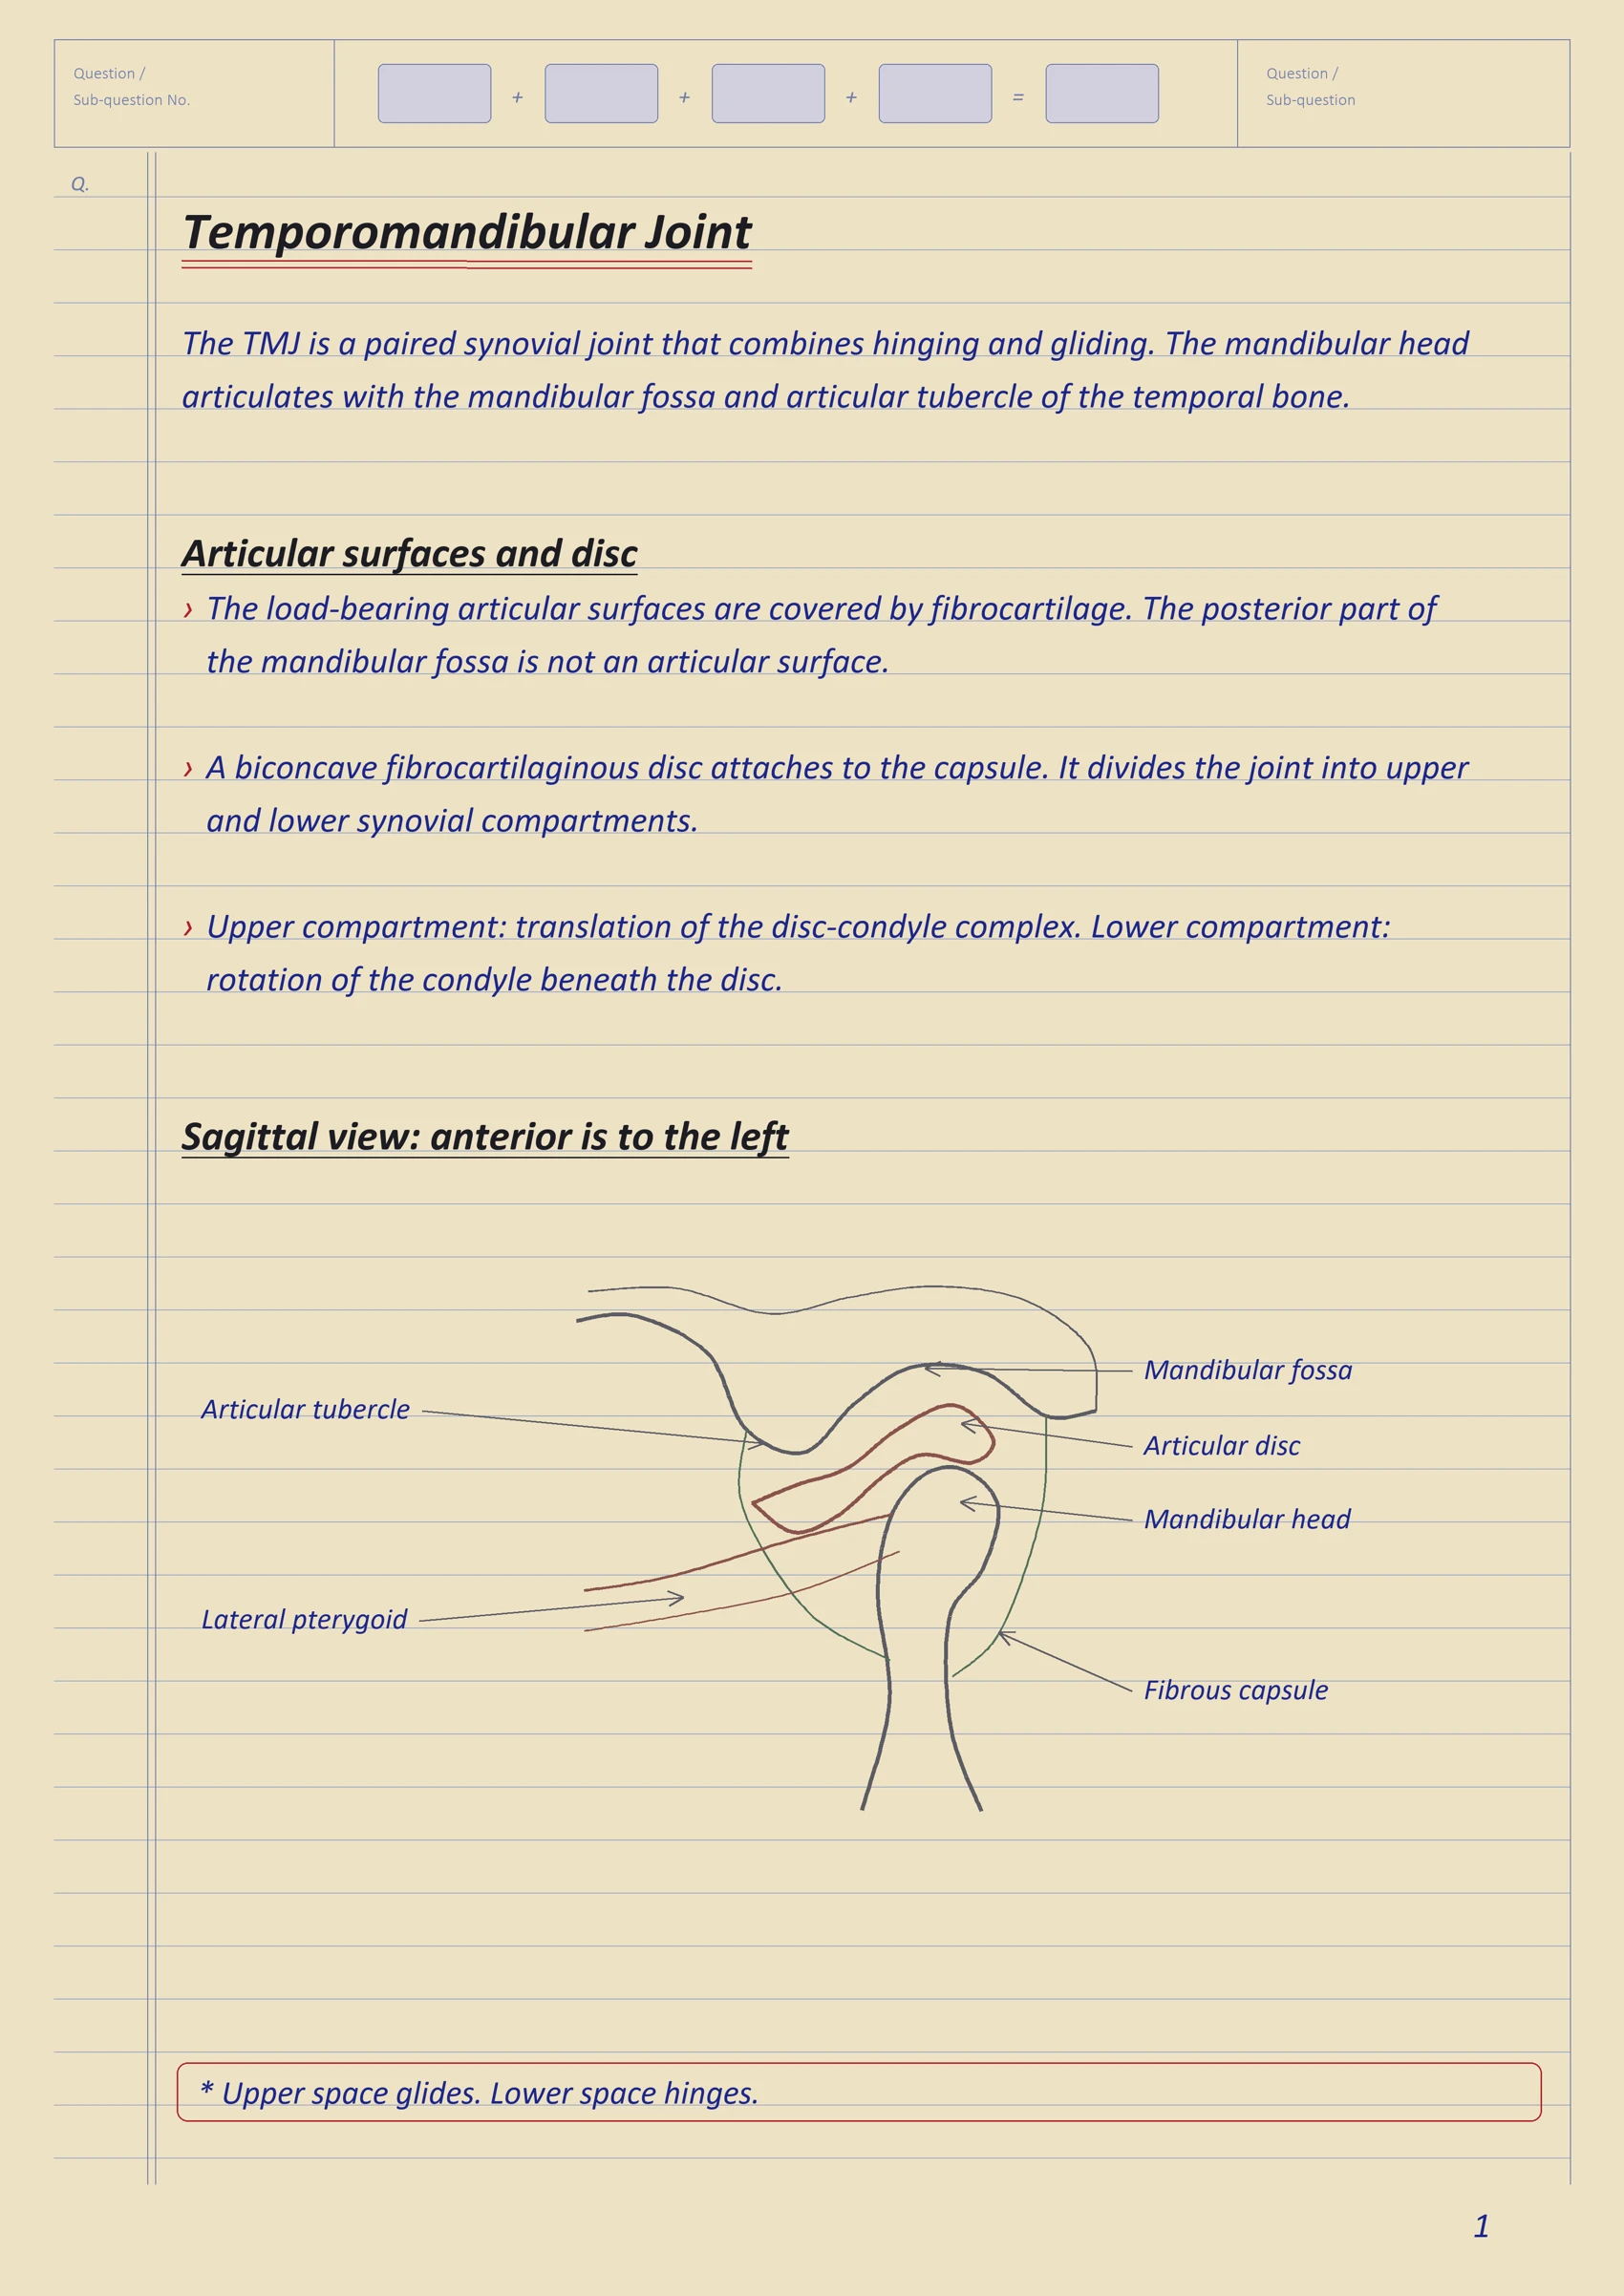 Question /
Sub-question No.
+ + + =
Question /
Sub-question
Q.
Temporomandibular Joint
The TMJ is a paired synovial joint that combines hinging and gliding. The mandibular head
articulates with the mandibular fossa and articular tubercle of the temporal bone.
Articular surfaces and disc
› The load-bearing articular surfaces are covered by fibrocartilage. The posterior part of
the mandibular fossa is not an articular surface.
› A biconcave fibrocartilaginous disc attaches to the capsule. It divides the joint into upper
and lower synovial compartments.
› Upper compartment: translation of the disc-condyle complex. Lower compartment:
rotation of the condyle beneath the disc.
Sagittal view: anterior is to the left
Mandibular fossa
Articular tubercle
Articular disc
Mandibular head
Lateral pterygoid
Fibrous capsule
* Upper space glides. Lower space hinges.
1